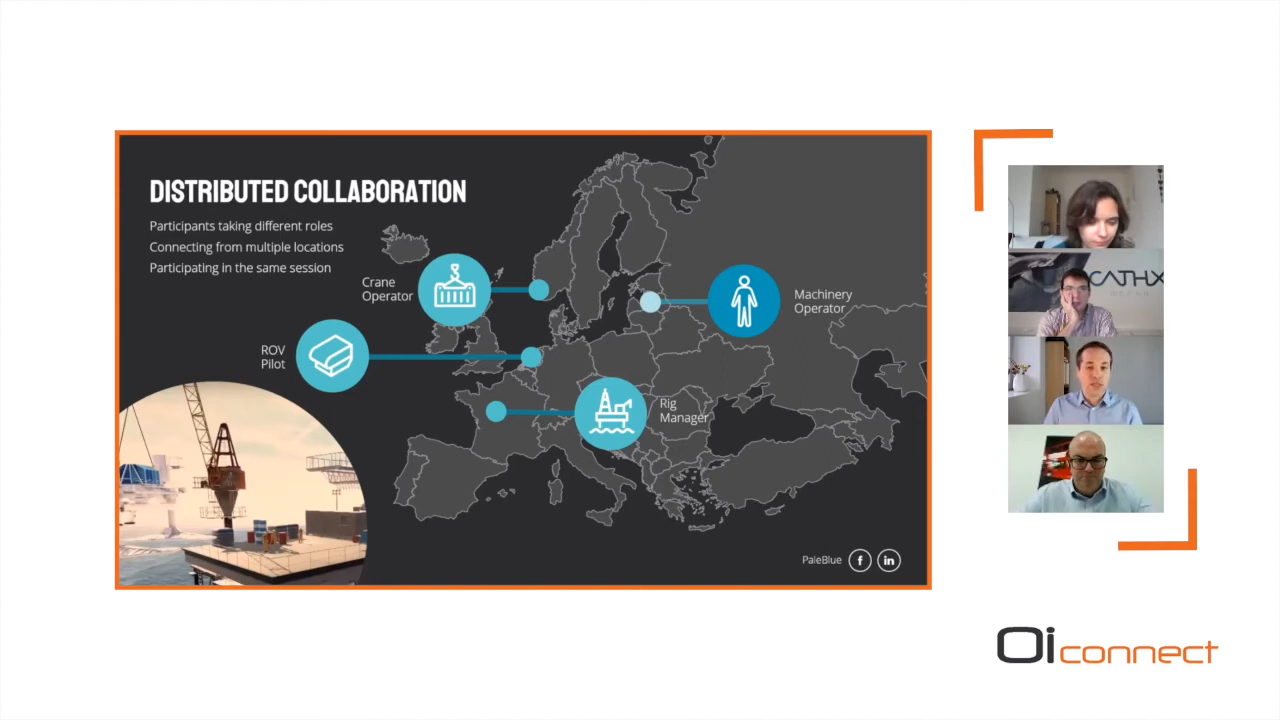 DISTRIBUTED COLLABORATION
Participants taking different roles
Connecting from multiple locations
Participating in the same session
Crane
Operator
Machinery
Operator
ROV
Pilot
Rig
Manager
PaleBlue
f
in
CATHX
Oi connect